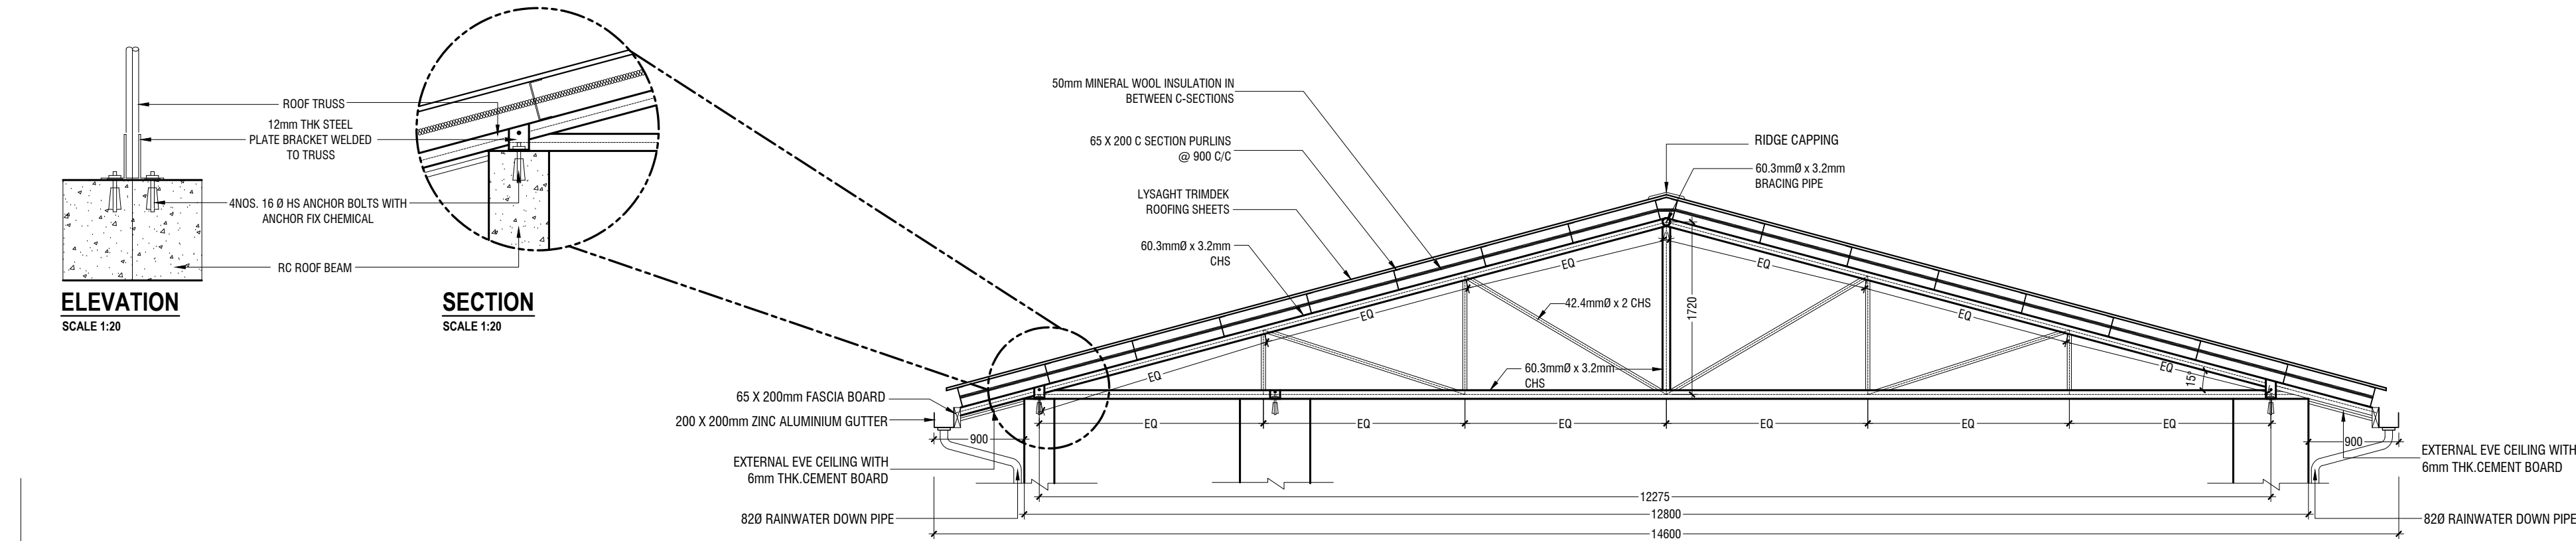 ROOF TRUSS
12mm THK STEEL
PLATE BRACKET WELDED
TO TRUSS
4NOS. 16 Ø HS ANCHOR BOLTS WITH
ANCHOR FIX CHEMICAL
RC ROOF BEAM
ELEVATION
SCALE 1:20
SECTION
SCALE 1:20
50mm MINERAL WOOL INSULATION IN
BETWEEN C-SECTIONS
65 X 200 C SECTION PURLINS
@ 900 C/C
LYSAGHT TRIMDEK
ROOFING SHEETS
60.3mmØ x 3.2mm
CHS
RIDGE CAPPING
60.3mmØ x 3.2mm
BRACING PIPE
EQ
EQ
EQ
EQ
EQ
EQ
42.4mmØ x 2 CHS
1720
60.3mmØ x 3.2mm
CHS
15°
65 X 200mm FASCIA BOARD
200 X 200mm ZINC ALUMINIUM GUTTER
900
EQ
EQ
EQ
EQ
EQ
EQ
900
EXTERNAL EVE CEILING WITH
6mm THK.CEMENT BOARD
82Ø RAINWATER DOWN PIPE
EXTERNAL EVE CEILING WITH
6mm THK.CEMENT BOARD
82Ø RAINWATER DOWN PIPE
12275
12800
14600